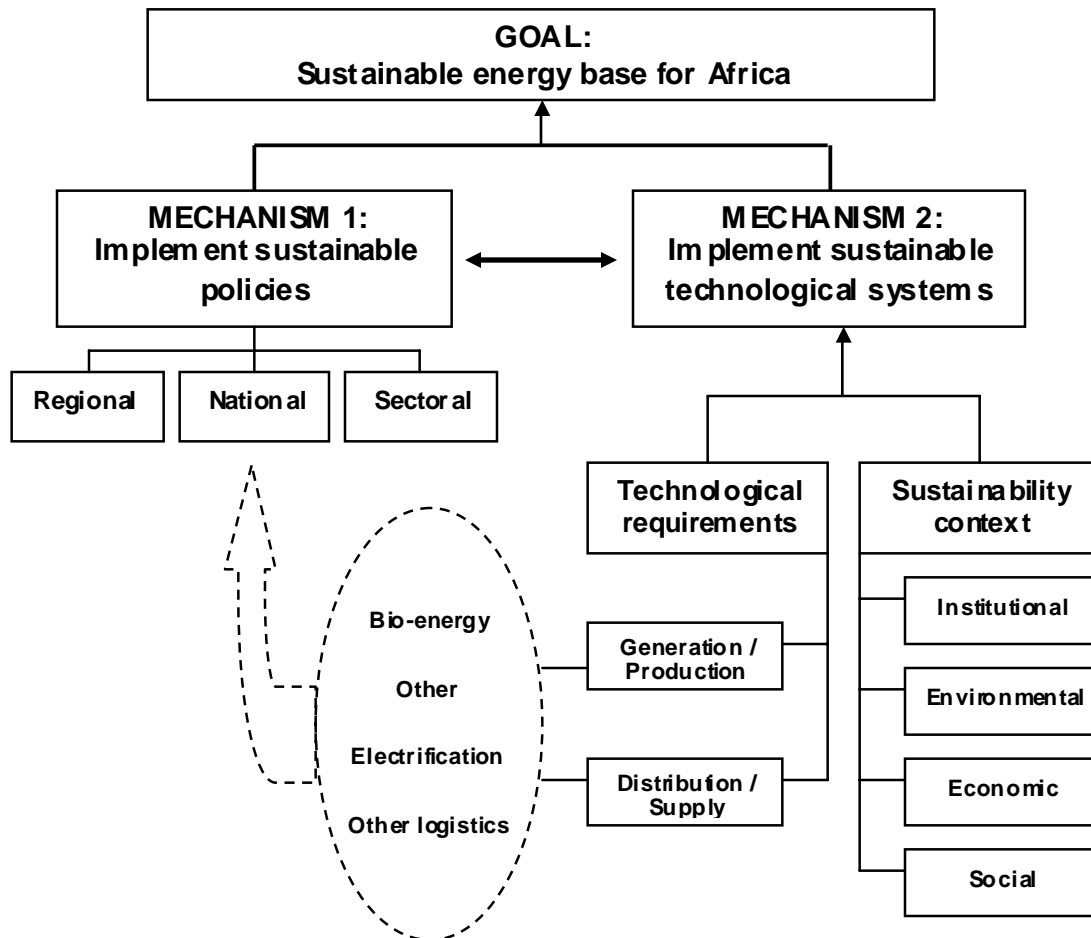 GOAL:
Sustainable energy base for Africa
MECHANISM 1:
Implement sustainable
policies
MECHANISM 2:
Implement sustainable
technological systems
Regional
National
Sectoral
Technological
requirements
Sustainability
context
Bio-energy
Other
Electrification
Other logistics
Generation /
Production
Distribution /
Supply
Institutional
Environmental
Economic
Social